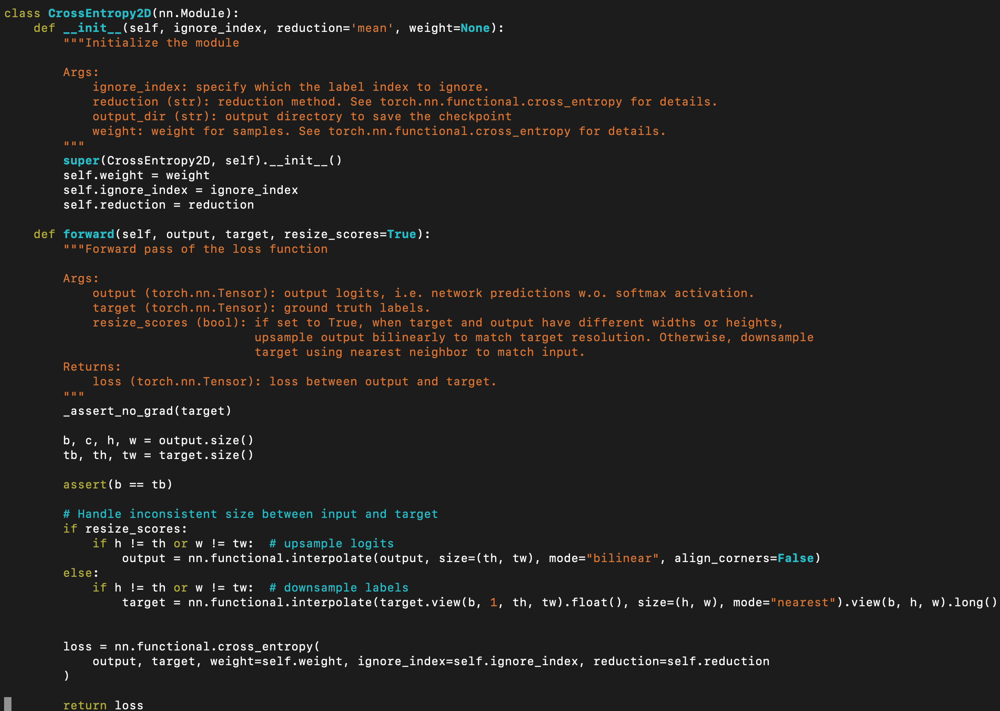 class CrossEntropy2D(nn.Module):
    def __init__(self, ignore_index, reduction='mean', weight=None):
        """Initialize the module

        Args:
            ignore_index: specify which the label index to ignore.
            reduction (str): reduction method. See torch.nn.functional.cross_entropy for details.
            output_dir (str): output directory to save the checkpoint
            weight: weight for samples. See torch.nn.functional.cross_entropy for details.
        """
        super(CrossEntropy2D, self).__init__()
        self.weight = weight
        self.ignore_index = ignore_index
        self.reduction = reduction

    def forward(self, output, target, resize_scores=True):
        """Forward pass of the loss function

        Args:
            output (torch.nn.Tensor): output logits, i.e. network predictions w.o. softmax activation.
            target (torch.nn.Tensor): ground truth labels.
            resize_scores (bool): if set to True, when target and output have different widths or heights,
                                  upsample output bilinearly to match target resolution. Otherwise, downsample
                                  target using nearest neighbor to match input.
        Returns:
            loss (torch.nn.Tensor): loss between output and target.
        """
        _assert_no_grad(target)

        b, c, h, w = output.size()
        tb, th, tw = target.size()

        assert(b == tb)

        # Handle inconsistent size between input and target
        if resize_scores:
            if h != th or w != tw:  # upsample logits
                output = nn.functional.interpolate(output, size=(th, tw), mode="bilinear", align_corners=False)
        else:
            if h != th or w != tw:  # downsample labels
                target = nn.functional.interpolate(target.view(b, 1, th, tw).float(), size=(h, w), mode="nearest").view(b, h, w).long()


        loss = nn.functional.cross_entropy(
            output, target, weight=self.weight, ignore_index=self.ignore_index, reduction=self.reduction
        )

        return loss